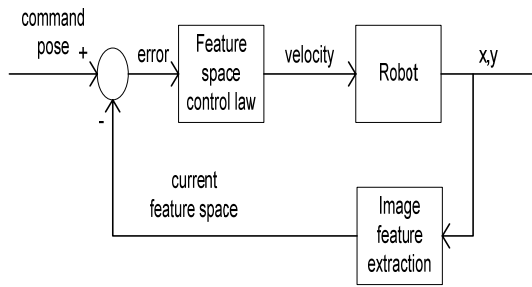 command
pose
+
-
error
Feature
space
control law
velocity
Robot
x,y
current
feature space
Image
feature
extraction